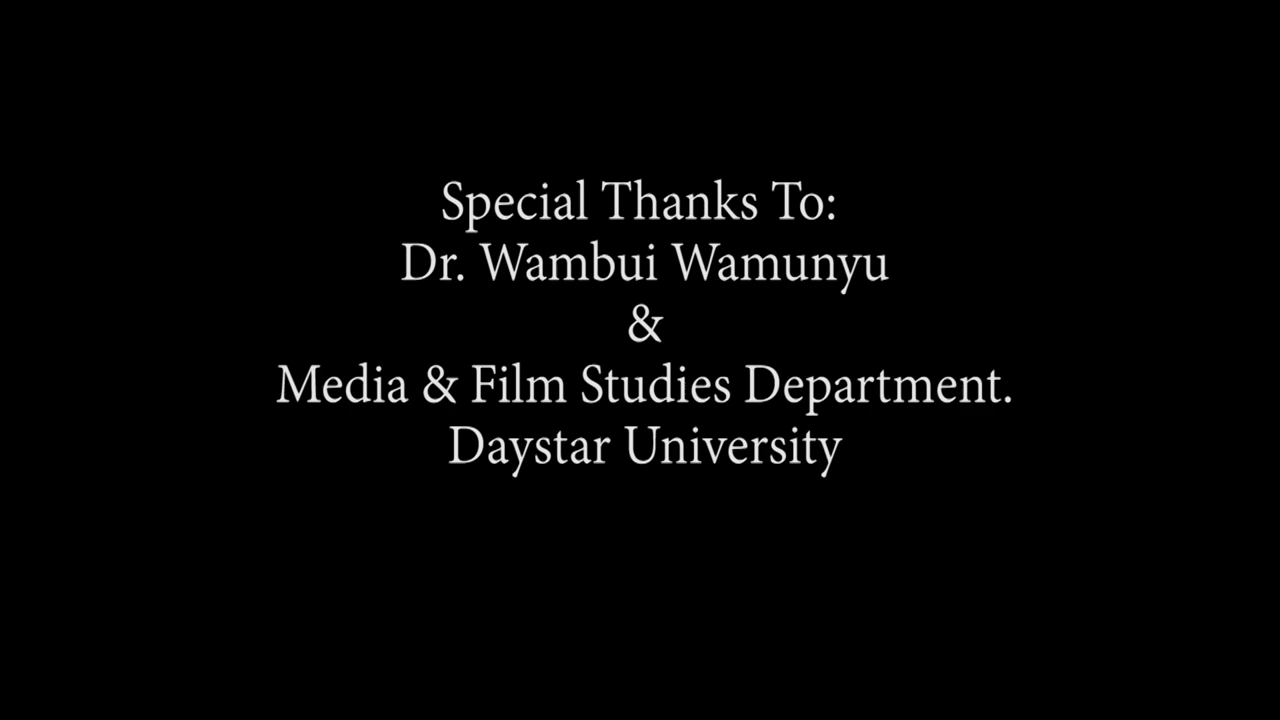 Special Thanks To:
Dr. Wambui Wamunyu
&
Media & Film Studies Department.
Daystar University